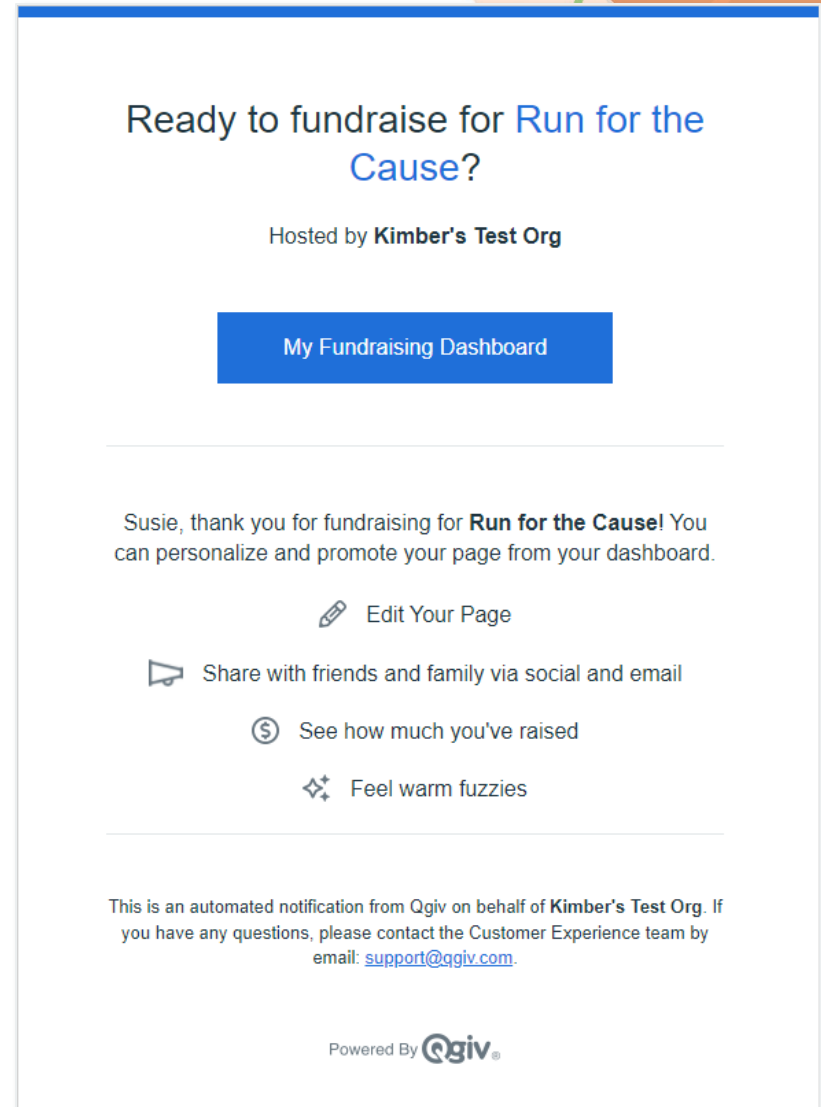 Ready to fundraise for Run for the
Cause?
Hosted by Kimber's Test Org
My Fundraising Dashboard
Susie, thank you for fundraising for Run for the Cause! You
can personalize and promote your page from your dashboard.
Edit Your Page
Share with friends and family via social and email
See how much you've raised
Feel warm fuzzies
This is an automated notification from Qgiv on behalf of Kimber's Test Org. If
you have any questions, please contact the Customer Experience team by
email: support@qgiv.com.
Powered By Qgiv®